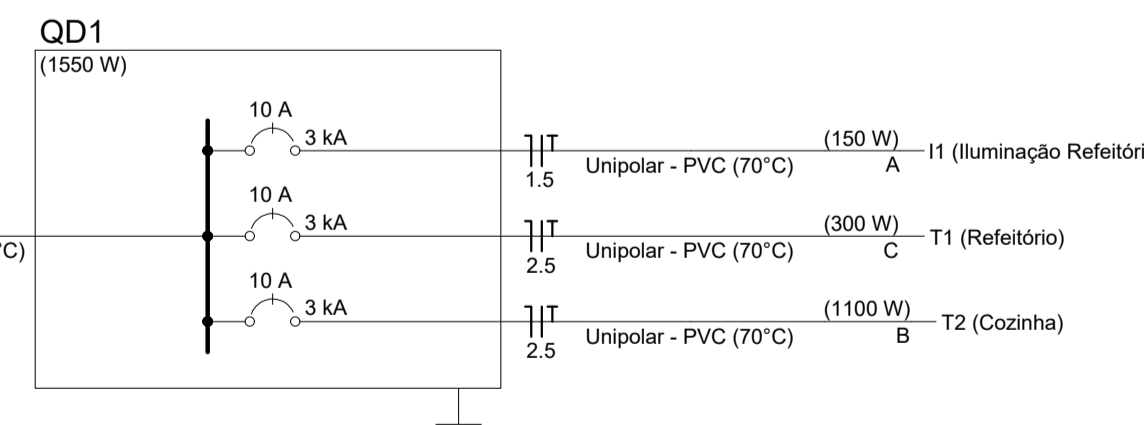 QD1
(1550 W)
10 A
3 kA
1.5
Unipolar - PVC (70°C)
(150 W)
A
I1 (Iluminação Refeitóri
10 A
3 kA
2.5
Unipolar - PVC (70°C)
(300 W)
C
T1 (Refeitório)
°C)
10 A
3 kA
2.5
Unipolar - PVC (70°C)
(1100 W)
B
T2 (Cozinha)